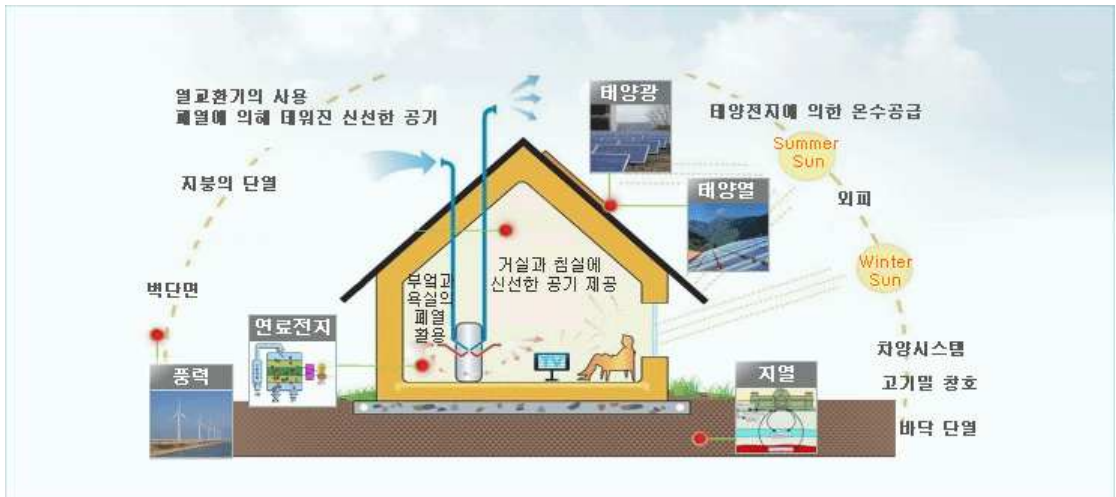 열교환기의 사용
폐열에 의해 데워진 신선한 공기
태양광
태양전지에 의한 온수공급
Summer
Sun
지붕의 단열
태양열
외피
거실과 침실에
신선한 공기 제공
Winter
Sun
부엌과
욕실의
폐열
활용
벽단면
연료전지
차양시스템
풍력
지열
고기밀 창호
바닥 단열